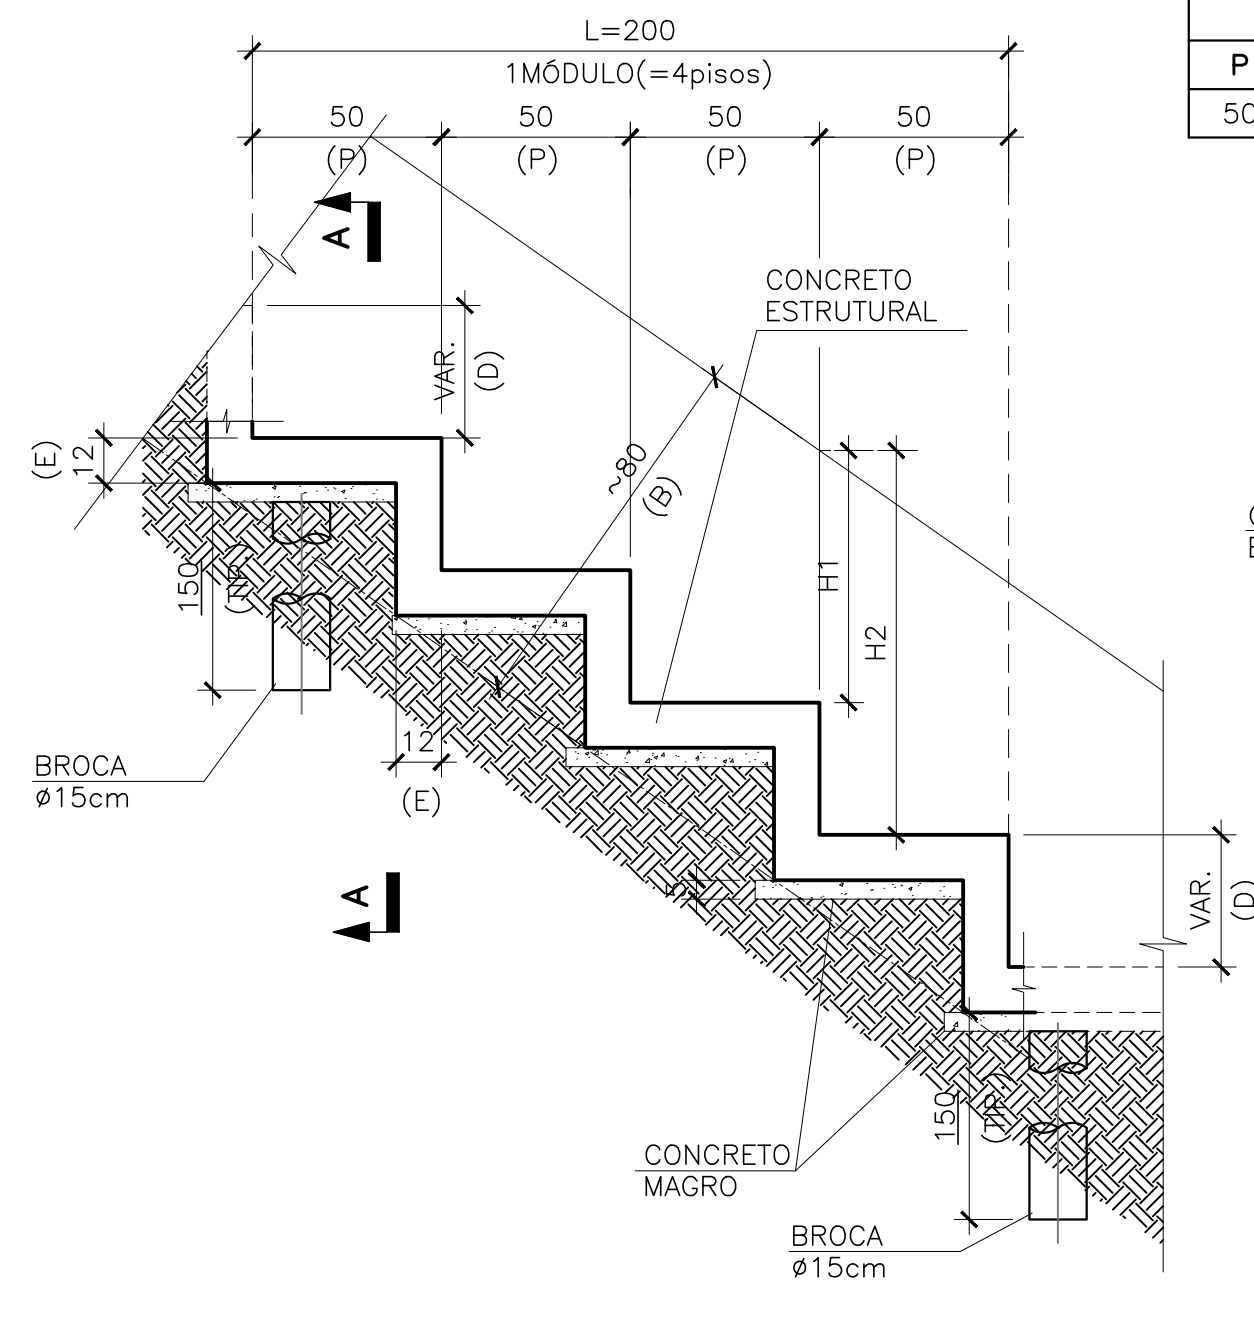 L=200
1MÓDULO(=4pisos)
P
50
50
50
50
50
(P)
(P)
(P)
(P)
A
CONCRETO
ESTRUTURAL
VAR.
(D)
(E)
12
~80
(B)
H1
H2
150
(TIP.)
12
(E)
BROCA
ø15cm
5
A
VAR.
(D)
150
(TIP.)
CONCRETO
MAGRO
BROCA
ø15cm